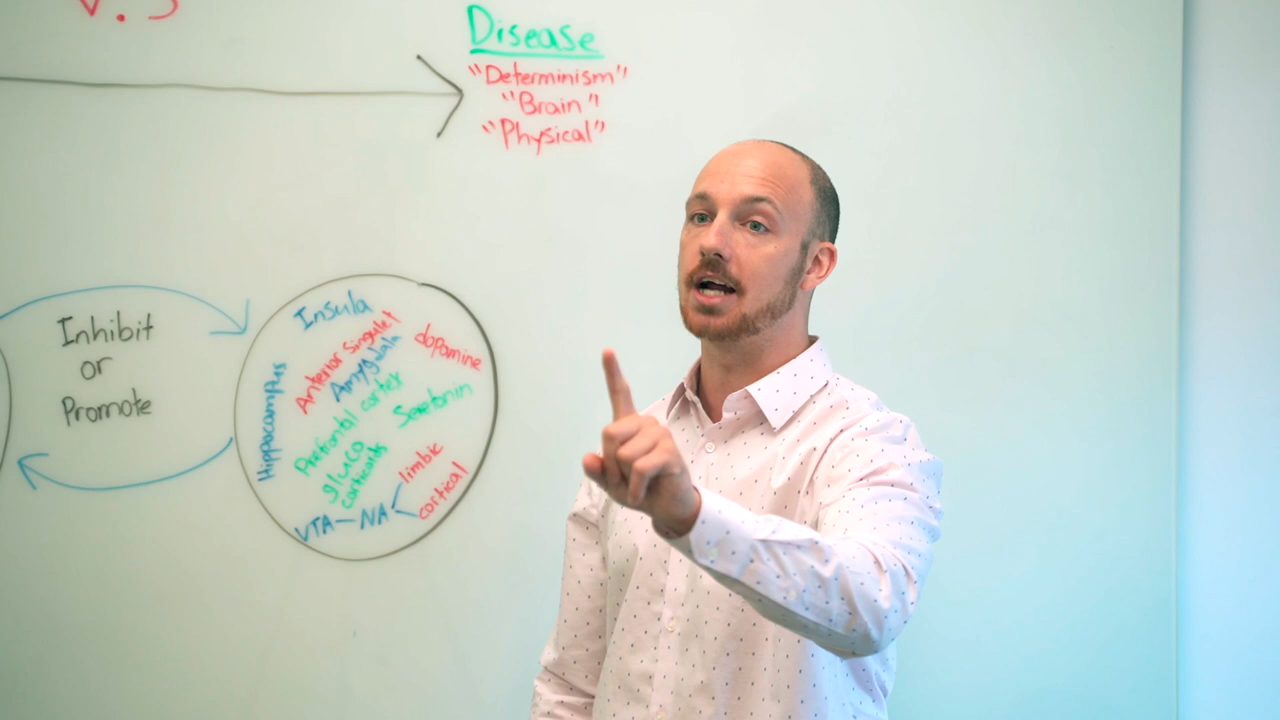 v.s
Disease
"Determinism"
"Brain"
"Physical"
Inhibit
or
Promote
Insula
Anterior Singulet
Amygdala
dopamine
Hippocampus
Prefrontal cortex
Serotonin
gluco
corticoids
limbic
cortical
VTA—NA